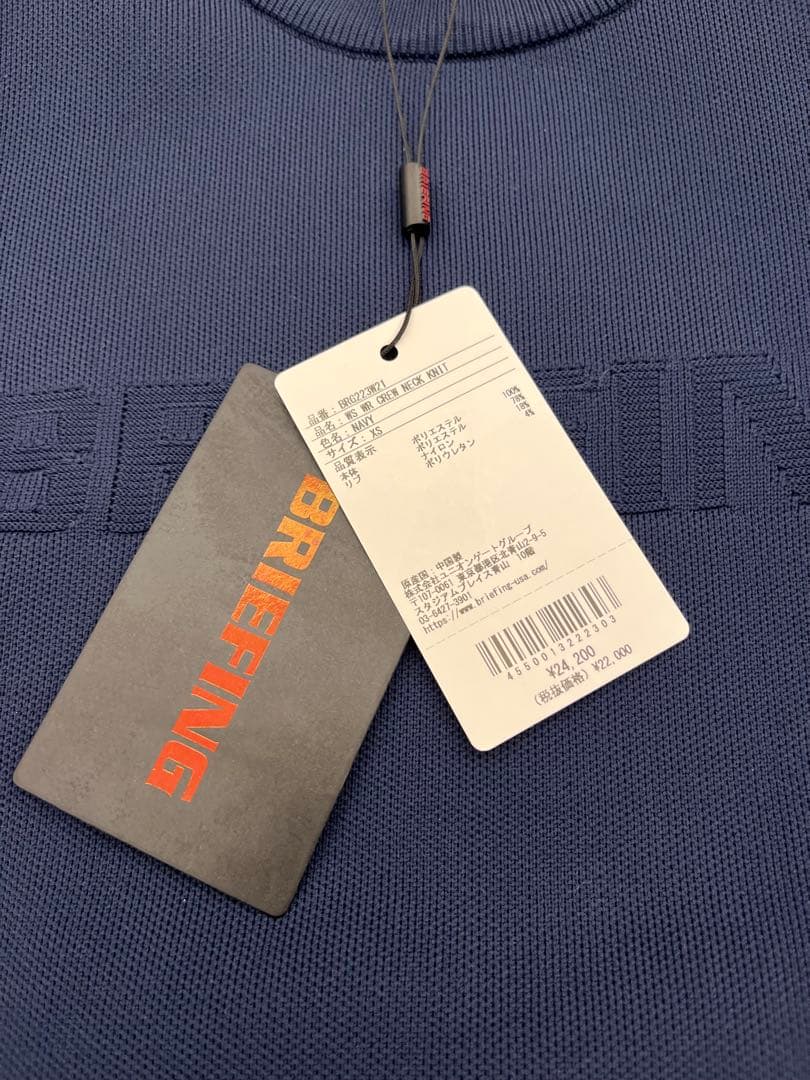 BRIEFING
BRIEFING
BRIEFING
品番: BRG223W21
品名: WS WR CREW NECK KNIT
色名: NAVY
サイズ: XS
品質表示
本体 ポリエステル 100%
リブ ポリエステル 78%
ナイロン 18%
ポリウレタン 4%
原産国: 中国製
株式会社ユニオンゲートグループ
〒107-0061 東京都港区北青山2-9-5
スタジアムプレイス青山 10階
03-6427-3901
https://www.briefing-usa.com/
4550013222303
¥24,200
(税抜価格) ¥22,000